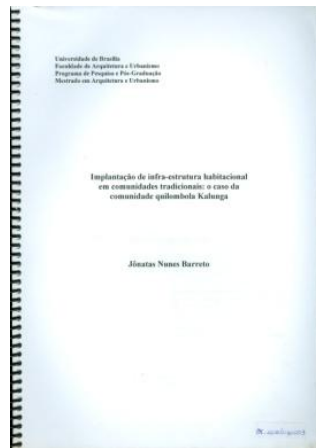 Universidade de Brasília
Faculdade de Arquitetura e Urbanismo
Programa de Pesquisa e Pós-Graduação
Mestrado em Arquitetura e Urbanismo
Implantação de infra-estrutura habitacional
em comunidades tradicionais: o caso da
comunidade quilombola Kalunga
Jônatas Nunes Barreto